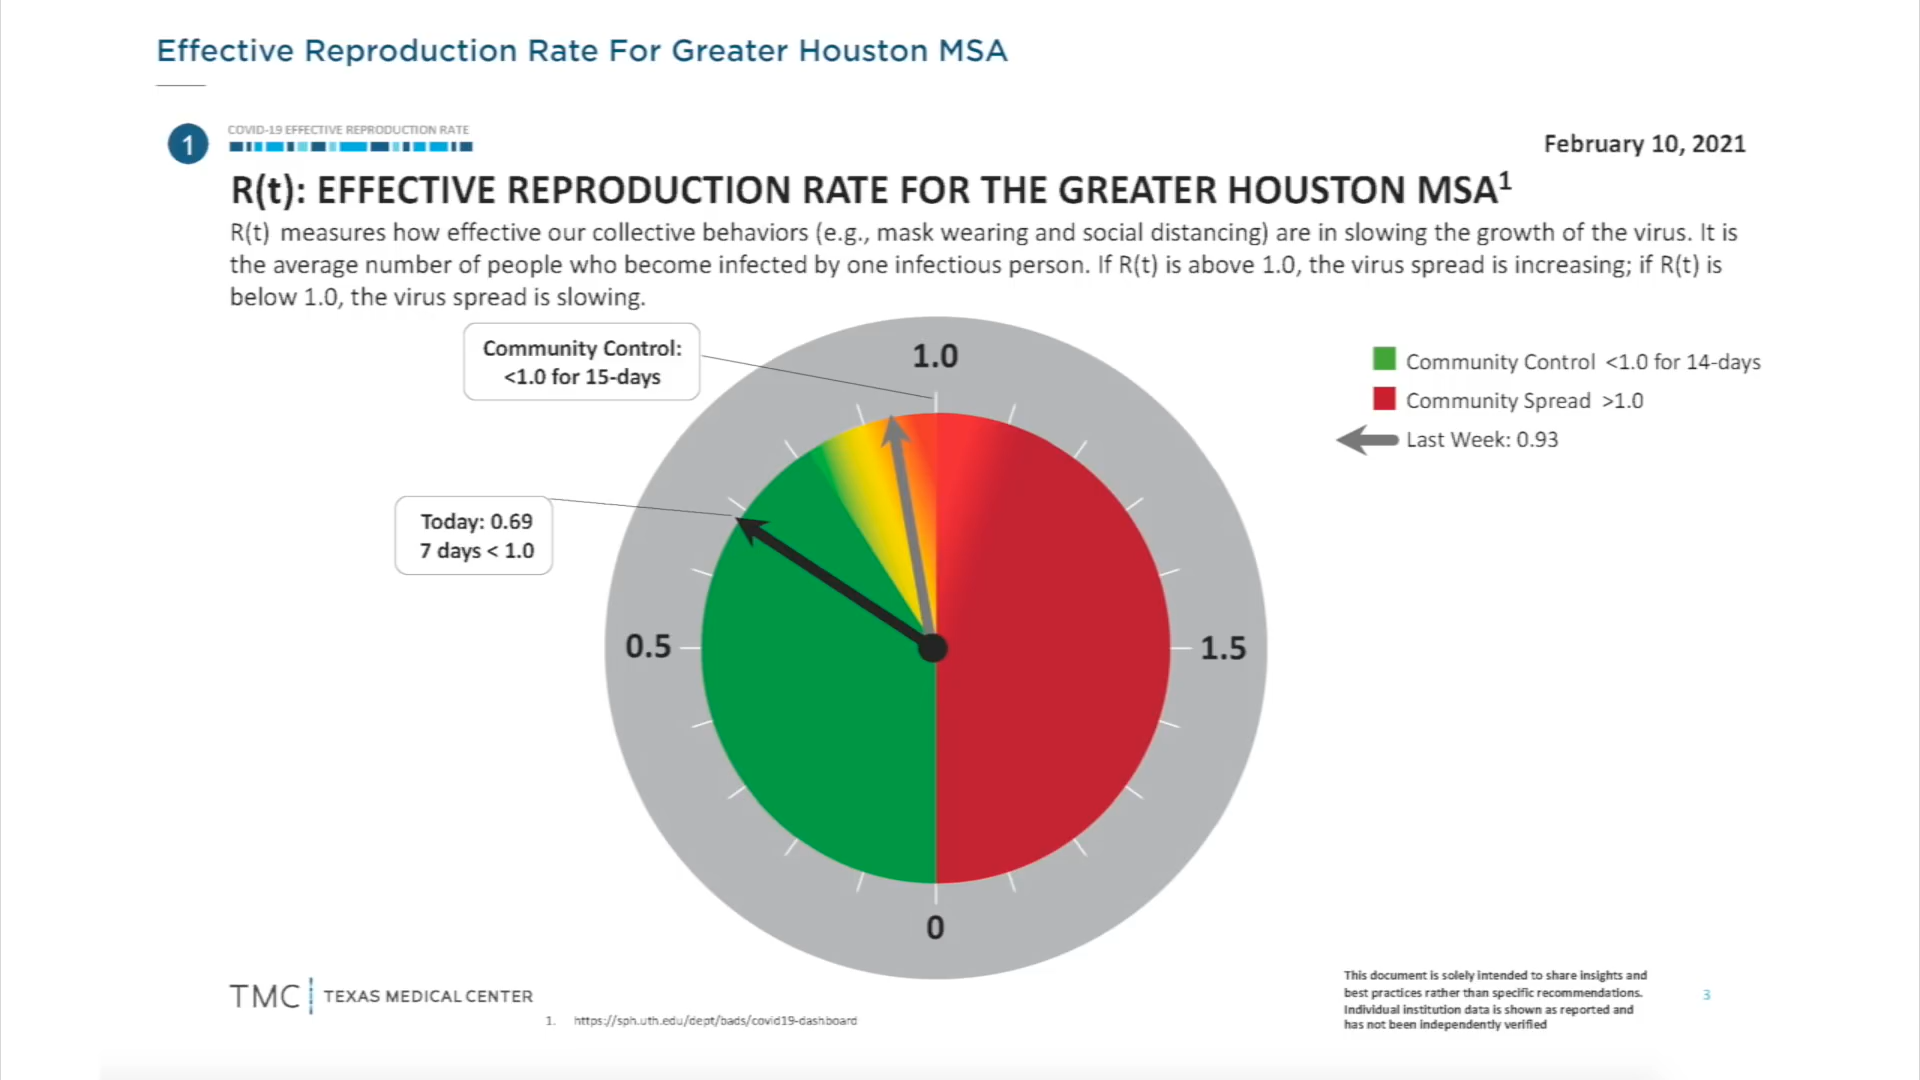 Effective Reproduction Rate For Greater Houston MSA
1
COVID-19 EFFECTIVE REPRODUCTION RATE
February 10, 2021
R(t): EFFECTIVE REPRODUCTION RATE FOR THE GREATER HOUSTON MSA¹
R(t) measures how effective our collective behaviors (e.g., mask wearing and social distancing) are in slowing the growth of the virus. It is
the average number of people who become infected by one infectious person. If R(t) is above 1.0, the virus spread is increasing; if R(t) is
below 1.0, the virus spread is slowing.
Community Control:
<1.0 for 15-days
1.0
Community Control <1.0 for 14-days
Community Spread >1.0
Last Week: 0.93
Today: 0.69
7 days < 1.0
0.5
1.5
0
TMC
TEXAS MEDICAL CENTER
1. https://sph.uth.edu/dept/bads/covid19-dashboard
This document is solely intended to share insights and
best practices rather than specific recommendations.
Individual institution data is shown as reported and
has not been independently verified
3